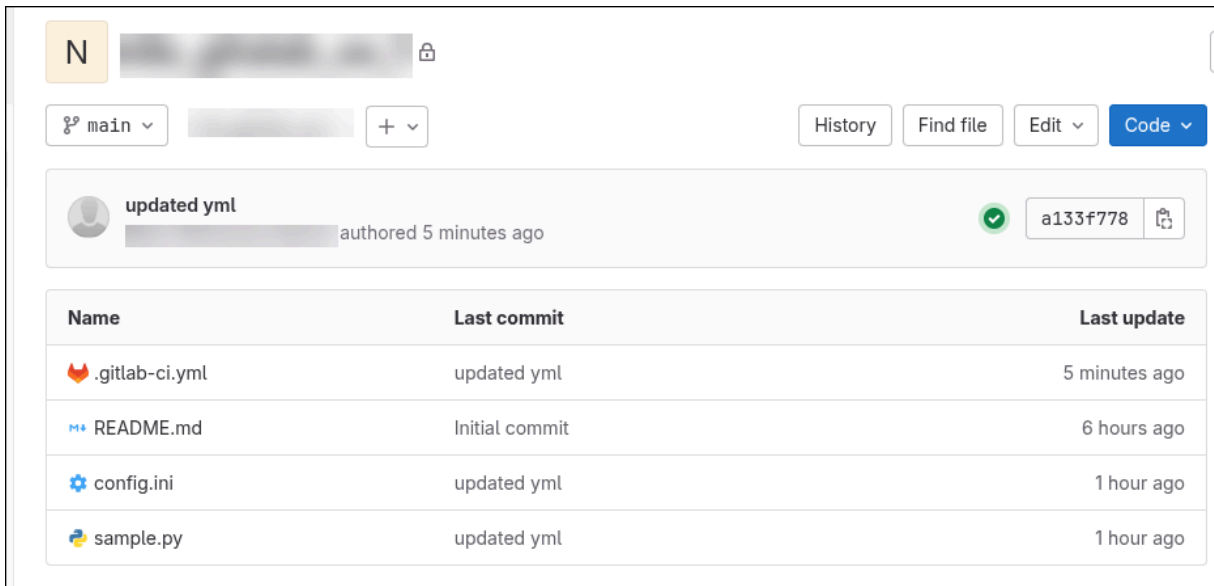 N
main
History Find file Edit Code
updated yml
authored 5 minutes ago
a133f778
Name Last commit Last update
.gitlab-ci.yml updated yml 5 minutes ago
README.md Initial commit 6 hours ago
config.ini updated yml 1 hour ago
sample.py updated yml 1 hour ago